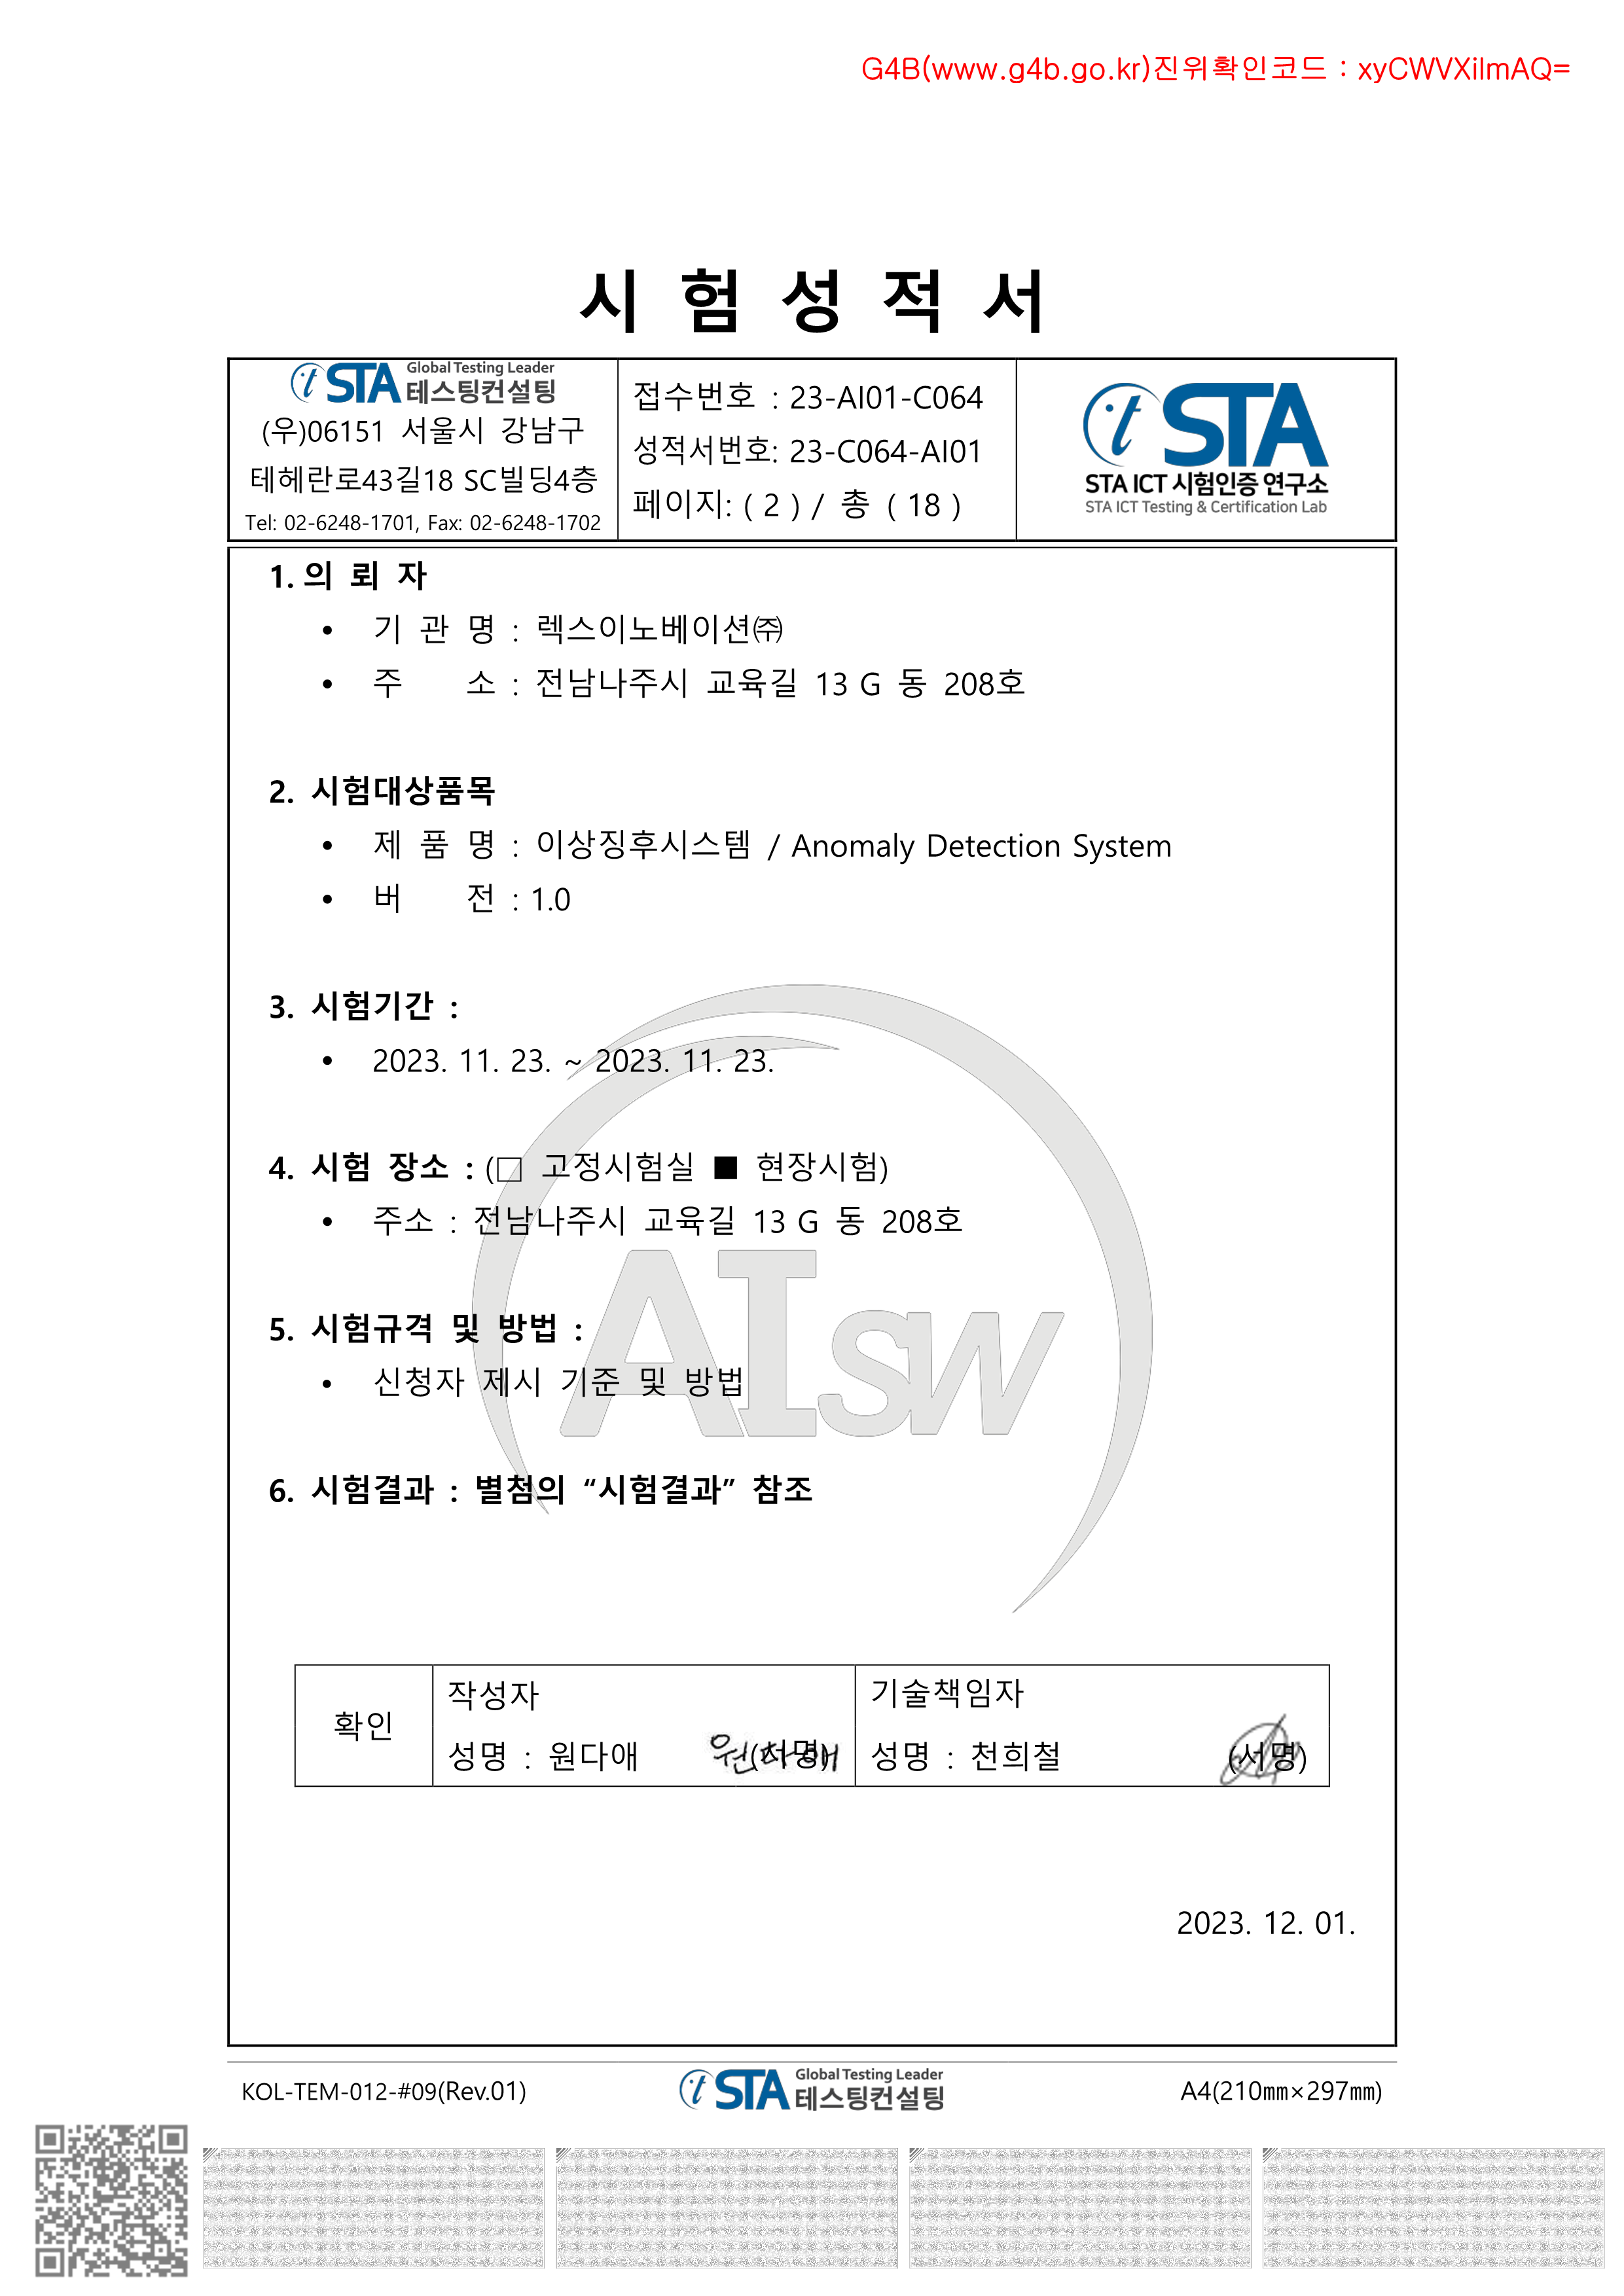 G4B(www.g4b.go.kr)진위확인코드 : xyCWVXiImAQ=
시 험 성 적 서
t STA Global Testing Leader
테스팅컨설팅
(우)06151 서울시 강남구
테헤란로43길18 SC빌딩4층
Tel: 02-6248-1701, Fax: 02-6248-1702
접수번호 : 23-AI01-C064
성적서번호: 23-C064-AI01
페이지: ( 2 ) / 총 ( 18 )
t STA
STA ICT 시험인증 연구소
STA ICT Testing & Certification Lab
1. 의 뢰 자
• 기 관 명 : 렉스이노베이션㈜
• 주 소 : 전남나주시 교육길 13 G 동 208호
2. 시험대상품목
• 제 품 명 : 이상징후시스템 / Anomaly Detection System
• 버 전 : 1.0
3. 시험기간 :
• 2023. 11. 23. ~ 2023. 11. 23.
4. 시험 장소 : (□ 고정시험실 ■ 현장시험)
• 주소 : 전남나주시 교육길 13 G 동 208호
AIsw
5. 시험규격 및 방법 :
• 신청자 제시 기준 및 방법
6. 시험결과 : 별첨의 “시험결과” 참조
확인
작성자
성명 : 원다애 원다애 (서명)
기술책임자
성명 : 천희철 (서명)
2023. 12. 01.
KOL-TEM-012-#09(Rev.01)
t STA Global Testing Leader
테스팅컨설팅
A4(210㎜×297㎜)